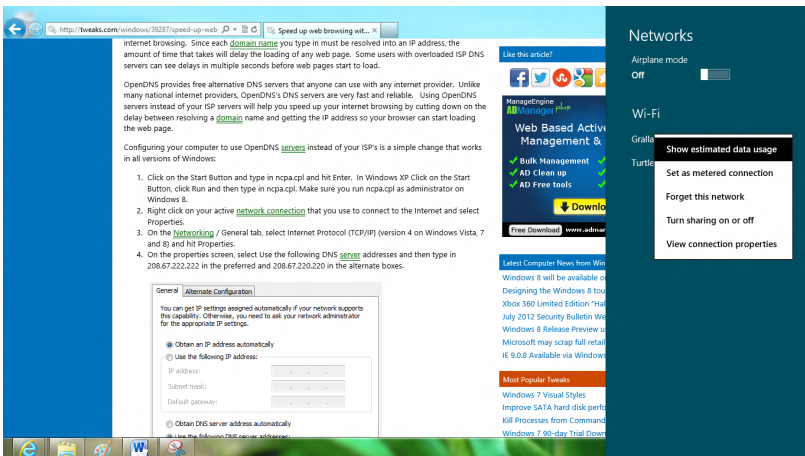 http://tweaks.com/windows/39287/speed-up-web-
Speed up web browsing wit...
internet browsing. Since each domain name you type in must be resolved into an IP address, the
amount of time that takes will delay the loading of any web page. Some users with overloaded ISP DNS
servers can see delays in multiple seconds before web pages start to load.
OpenDNS provides free alternative DNS servers that anyone can use with any internet provider. Unlike
many national internet providers, OpenDNS's DNS servers are very fast and reliable. Using OpenDNS
servers instead of your ISP servers will help you speed up your internet browsing by cutting down on the
delay between resolving a domain name and getting the IP address so your browser can start loading
the web page.
Configuring your computer to use OpenDNS servers instead of your ISP's is a simple change that works
in all versions of Windows:
1. Click on the Start Button and type in ncpa.cpl and hit Enter. In Windows XP Click on the Start
Button, click Run and then type in ncpa.cpl. Make sure you run ncpa.cpl as administrator on
Windows 8.
2. Right click on your active network connection that you use to connect to the Internet and select
Properties.
3. On the Networking / General tab, select Internet Protocol (TCP/IP) (version 4 on Windows Vista, 7
and 8) and hit Properties.
4. On the properties screen, select Use the following DNS server addresses and then type in
208.67.222.222 in the preferred and 208.67.220.220 in the alternate boxes.
General Alternate Configuration
You can get IP settings assigned automatically if your network supports
this capability. Otherwise, you need to ask your network administrator
for the appropriate IP settings.
Obtain an IP address automatically
Use the following IP address:
IP address:
Subnet mask:
Default gateway:
Obtain DNS server address automatically
Use the following DNS server addresses:
Like this article?
ManageEngine
ADManager Plus
Web Based Active
Management &
Bulk Management
AD Clean up
AD Free tools
Downlo
Free Download www.admar
Latest Computer News from Win
Windows 8 will be available o
Designing the Windows 8 tou
Xbox 360 Limited Edition "Hal
July 2012 Security Bulletin We
Windows 8 Release Preview u
Microsoft may scrap full retail
IE 9.0.8 Available via Windows
Most Popular Tweaks
Windows 7 Visual Styles
Improve SATA hard disk perfo
Kill Processes from Command
Windows 7 90-day Trial Down
Networks
Airplane mode
Off
Wi-Fi
Gralla
Turtle
Show estimated data usage
Set as metered connection
Forget this network
Turn sharing on or off
View connection properties